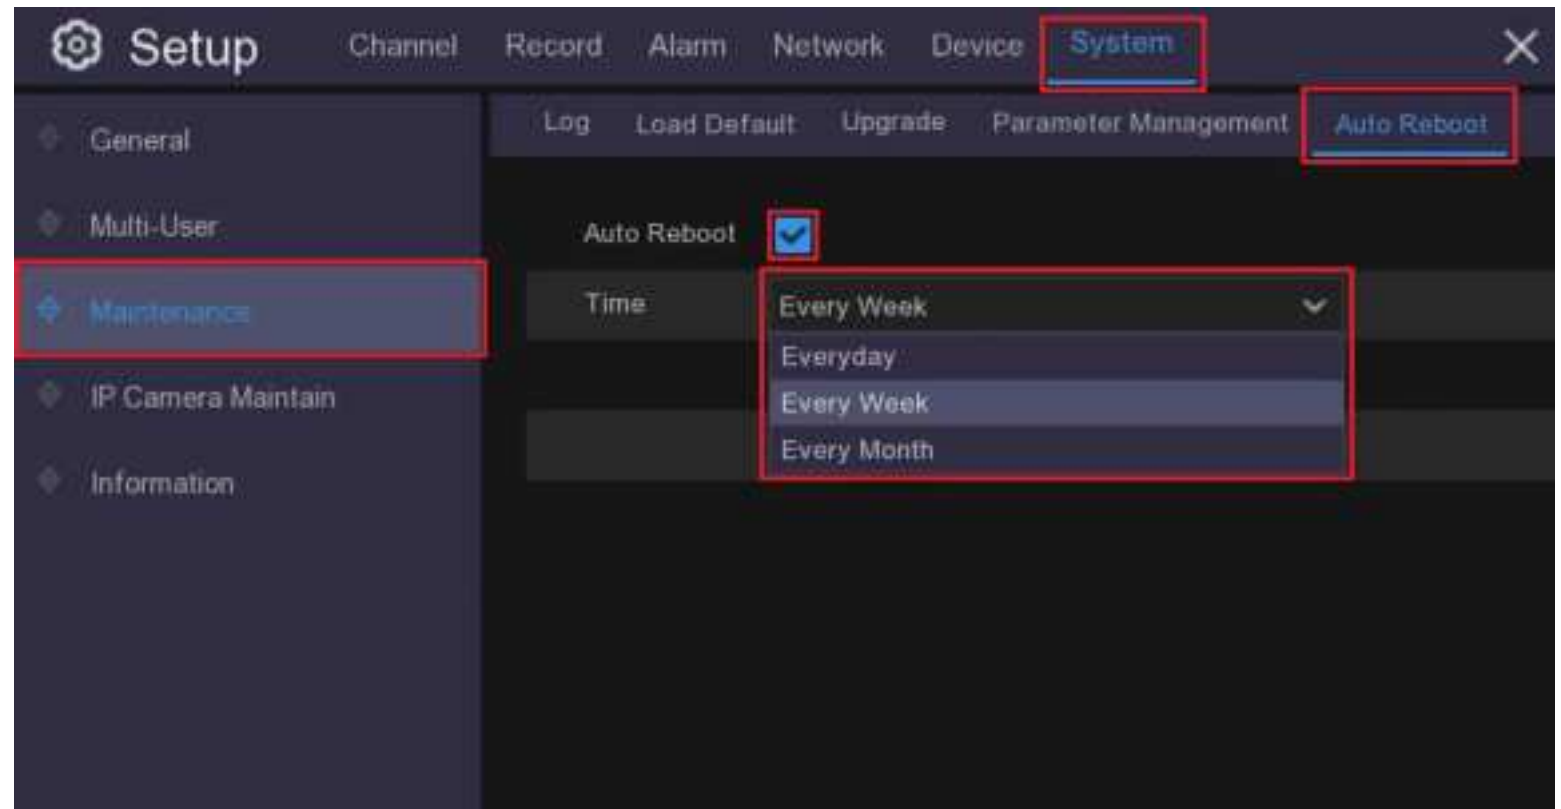 Setup Channel Record Alarm Network Device System
Log Load Default Upgrade Parameter Management Auto Reboot
General
Multi-User
Maintenance
IP Camera Maintain
Information
Auto Reboot
Time Every Week
Everyday
Every Week
Every Month